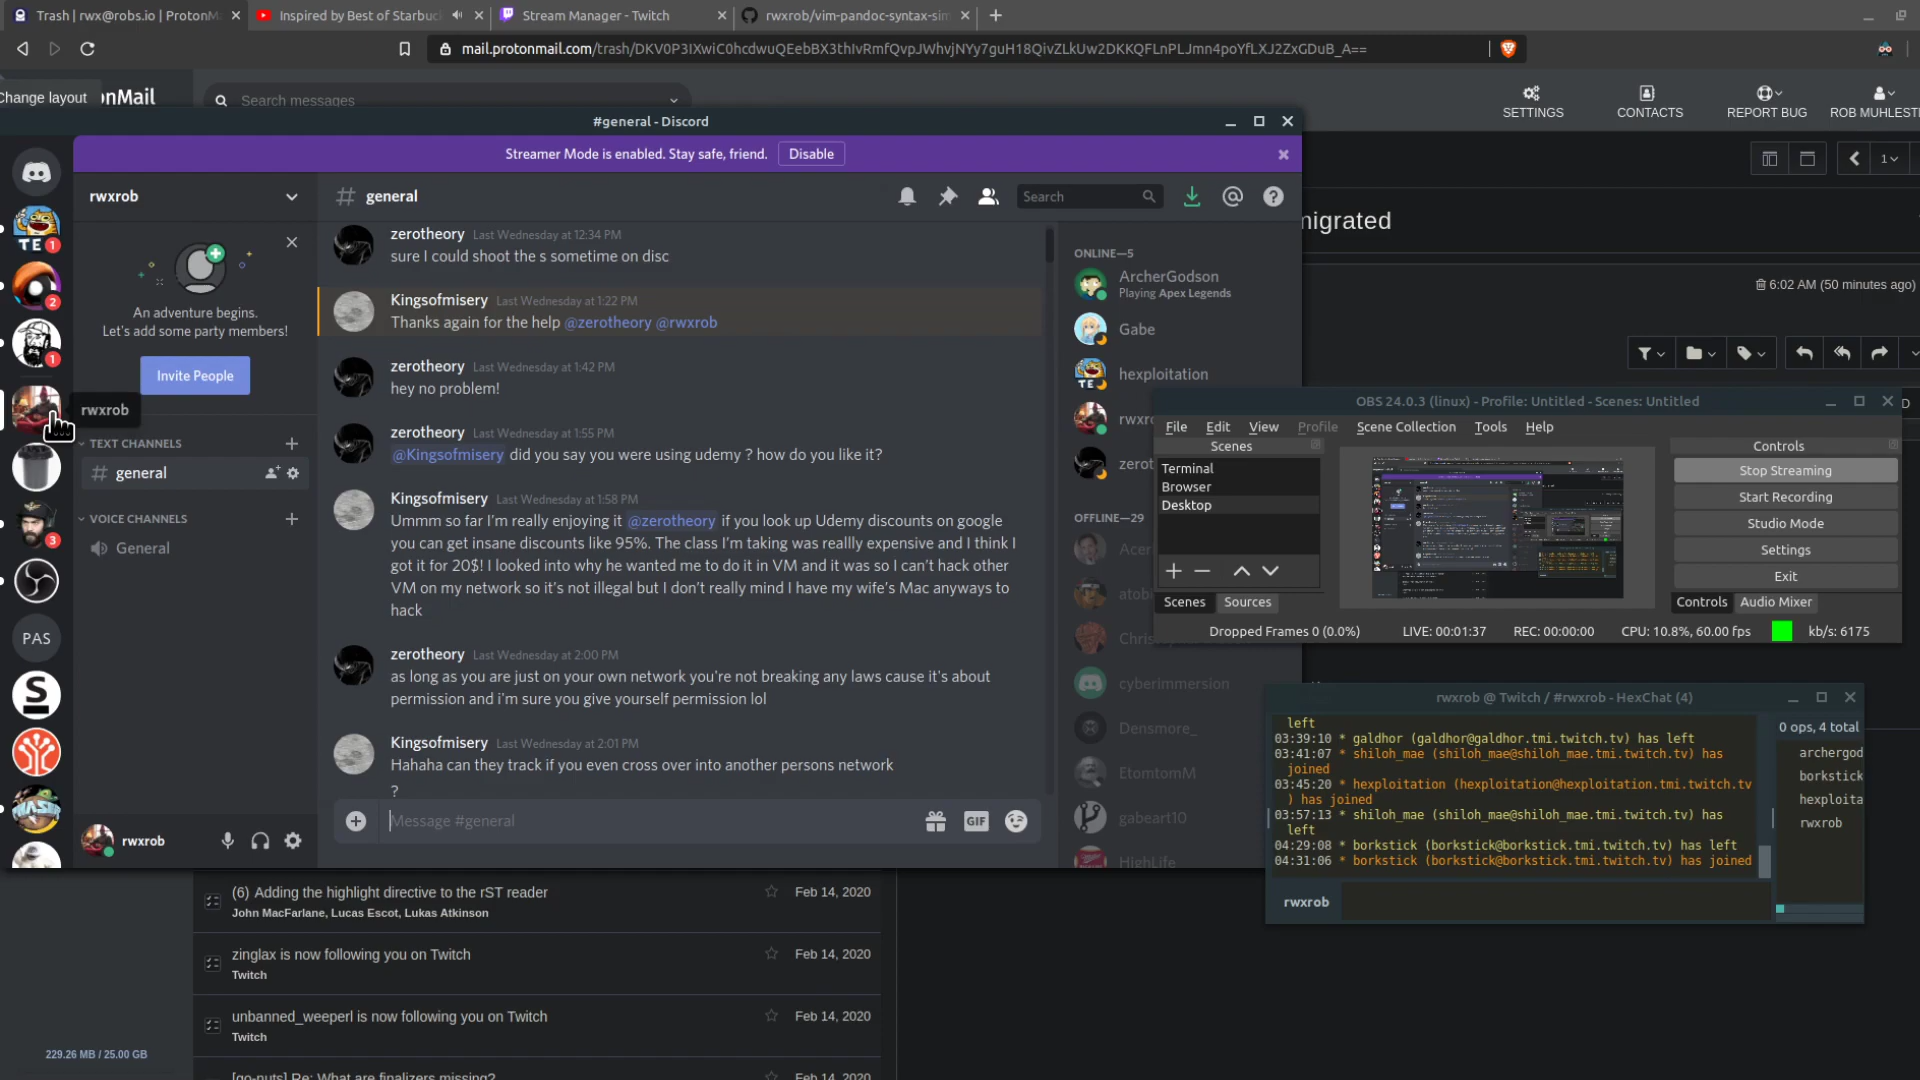 Trash | rwx@robs.io | ProtonM
Inspired by Best of Starbuc
Stream Manager - Twitch
rwxrob/vim-pandoc-syntax-sim
mail.protonmail.com/trash/DKV0P3IXwiC0hcdwuQEebBX3thIvRmfQvpJWhvjNYy7guH18QivZLkUw2DKKQFLnPLJmn4poYfLXJ2ZxGDuB_A==
Change layout
onMail
Search messages
SETTINGS
CONTACTS
REPORT BUG
ROB MUHLESTE
#general - Discord
Streamer Mode is enabled. Stay safe, friend.
Disable
rwxrob
general
Search
An adventure begins.
Let's add some party members!
Invite People
rwxrob
TEXT CHANNELS
general
VOICE CHANNELS
General
PAS
rwxrob
zerotheory Last Wednesday at 12:34 PM
sure I could shoot the s sometime on disc
Kingsofmisery Last Wednesday at 1:22 PM
Thanks again for the help @zerotheory @rwxrob
zerotheory Last Wednesday at 1:42 PM
hey no problem!
zerotheory Last Wednesday at 1:55 PM
@Kingsofmisery did you say you were using udemy ? how do you like it?
Kingsofmisery Last Wednesday at 1:58 PM
Ummm so far I'm really enjoying it @zerotheory if you look up Udemy discounts on google
you can get insane discounts like 95%. The class I'm taking was reallly expensive and I think I
got it for 20$! I looked into why he wanted me to do it in VM and it was so I can't hack other
VM on my network so it's not illegal but I don't really mind I have my wife's Mac anyways to
hack
zerotheory Last Wednesday at 2:00 PM
as long as you are just on your own network you're not breaking any laws cause it's about
permission and i'm sure you give yourself permission lol
Kingsofmisery Last Wednesday at 2:01 PM
Hahaha can they track if you even cross over into another persons network
?
Message #general
GIF
ONLINE—5
ArcherGodson
Playing Apex Legends
Gabe
hexploitation
rwxr
zerot
OFFLINE—29
Acer
atob
Chris
cyberimmersion
Densmore_
EtomtomM
gabeart10
HighLife
migrated
6:02 AM (50 minutes ago)
OBS 24.0.3 (linux) - Profile: Untitled - Scenes: Untitled
File Edit View Profile Scene Collection Tools Help
Scenes
Terminal
Browser
Desktop
Scenes Sources
Controls
Stop Streaming
Start Recording
Studio Mode
Settings
Exit
Controls Audio Mixer
Dropped Frames 0 (0.0%) LIVE: 00:01:37 REC: 00:00:00 CPU: 10.8%, 60.00 fps kb/s: 6175
rwxrob @ Twitch / #rwxrob - HexChat (4)
left
03:39:10 * galdhor (galdhor@galdhor.tmi.twitch.tv) has left
03:41:07 * shiloh_mae (shiloh_mae@shiloh_mae.tmi.twitch.tv) has
joined
03:45:20 * hexploitation (hexploitation@hexploitation.tmi.twitch.tv
) has joined
03:57:13 * shiloh_mae (shiloh_mae@shiloh_mae.tmi.twitch.tv) has
left
04:29:08 * borkstick (borkstick@borkstick.tmi.twitch.tv) has left
04:31:06 * borkstick (borkstick@borkstick.tmi.twitch.tv) has joined
0 ops, 4 total
archergod
borkstick
hexploita
rwxrob
rwxrob
(6) Adding the highlight directive to the rST reader Feb 14, 2020
John MacFarlane, Lucas Escot, Lukas Atkinson
zinglax is now following you on Twitch Feb 14, 2020
Twitch
unbanned_weeperl is now following you on Twitch Feb 14, 2020
Twitch
[go-nuts] Re: What are finalizers missing? Feb 14, 2020
229.26 MB / 25.00 GB